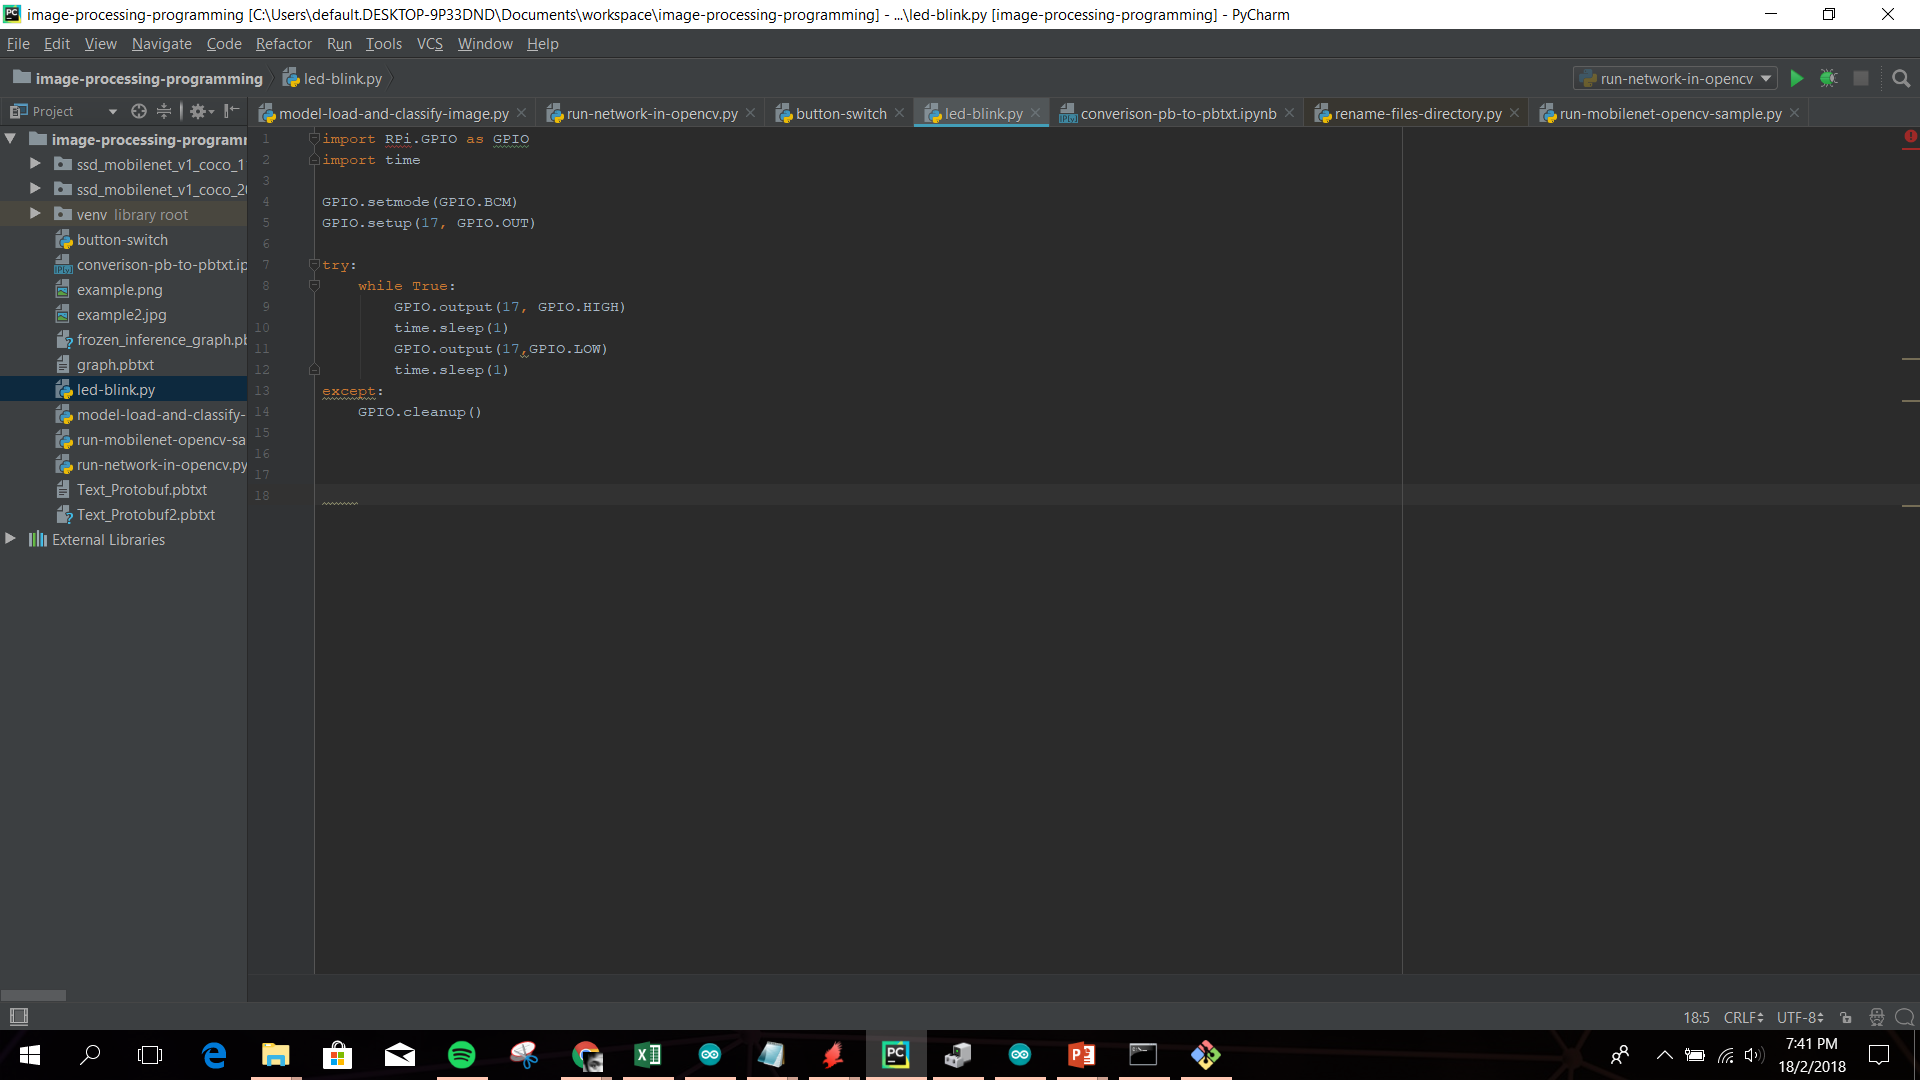 image-processing-programming [C:\Users\default.DESKTOP-9P33DND\Documents\workspace\image-processing-programming] - ...\led-blink.py [image-processing-programming] - PyCharm
File Edit View Navigate Code Refactor Run Tools VCS Window Help
image-processing-programming led-blink.py run-network-in-opencv
Project
model-load-and-classify-image.py run-network-in-opencv.py button-switch led-blink.py converison-pb-to-pbtxt.ipynb rename-files-directory.py run-mobilenet-opencv-sample.py
image-processing-programm
ssd_mobilenet_v1_coco_1
ssd_mobilenet_v1_coco_20
venv library root
button-switch
converison-pb-to-pbtxt.ip
example.png
example2.jpg
frozen_inference_graph.pb
graph.pbtxt
led-blink.py
model-load-and-classify-
run-mobilenet-opencv-sa
run-network-in-opencv.py
Text_Protobuf.pbtxt
Text_Protobuf2.pbtxt
External Libraries
1 import RPi.GPIO as GPIO
2 import time
3
4 GPIO.setmode(GPIO.BCM)
5 GPIO.setup(17, GPIO.OUT)
6
7 try:
8 while True:
9 GPIO.output(17, GPIO.HIGH)
10 time.sleep(1)
11 GPIO.output(17,GPIO.LOW)
12 time.sleep(1)
13 except:
14 GPIO.cleanup()
15
16
17
18
18:5 CRLF UTF-8
7:41 PM
18/2/2018